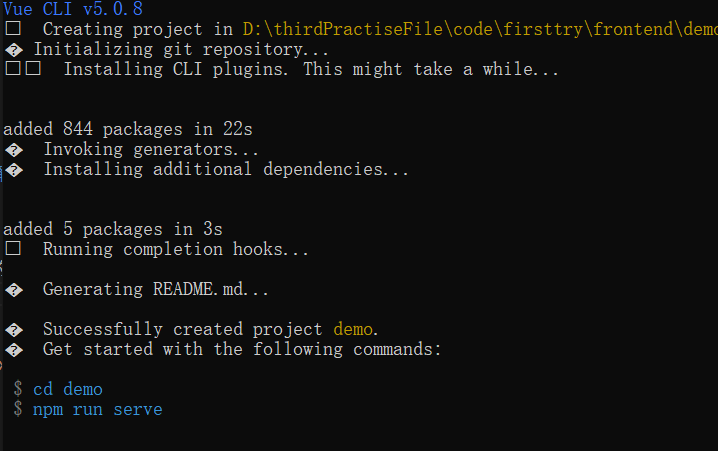 Vue CLI v5.0.8
□  Creating project in D:\thirdPractiseFile\code\firsttry\frontend\demo
� Initializing git repository...
□□  Installing CLI plugins. This might take a while...
added 844 packages in 22s
�  Invoking generators...
�  Installing additional dependencies...
added 5 packages in 3s
□  Running completion hooks...
�  Generating README.md...
�  Successfully created project demo.
�  Get started with the following commands:
$ cd demo
$ npm run serve